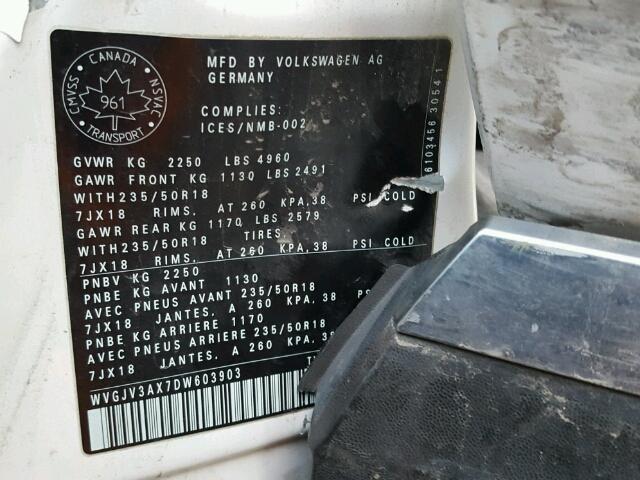 CANADA
CMVSS
NSVAC
961
TRANSPORT
MFD BY VOLKSWAGEN AG
GERMANY
COMPLIES:
ICES/NMB-002
GVWR KG 2250 LBS 4960
GAWR FRONT KG 1130 LBS 2491
WITH235/50R18
7JX18 RIMS, AT 260 KPA,38 PSI COLD
GAWR REAR KG 1170 LBS 2579
WITH235/50R18 TIRES,
7JX18 RIMS, AT 260 KPA,38 PSI COLD
PNBV KG 2250
PNBE KG AVANT 1130
AVEC PNEUS AVANT 235/50R18
7JX18 JANTES, A 260 KPA, 38 PS
PNBE KG ARRIERE 1170
AVEC PNEUS ARRIERE 235/50R18
7JX18 JANTES, A 260 KPA, 38
WVGJV3AX7DW603903
6103456 30541